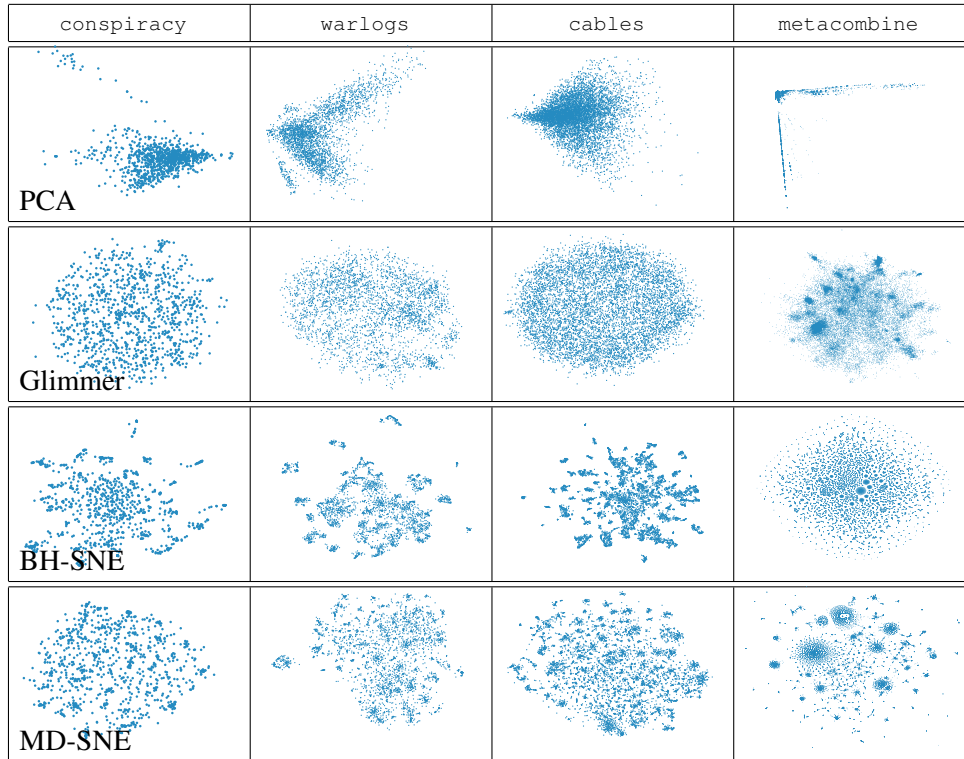 conspiracy warlogs cables metacombine
PCA
Glimmer
BH-SNE
MD-SNE